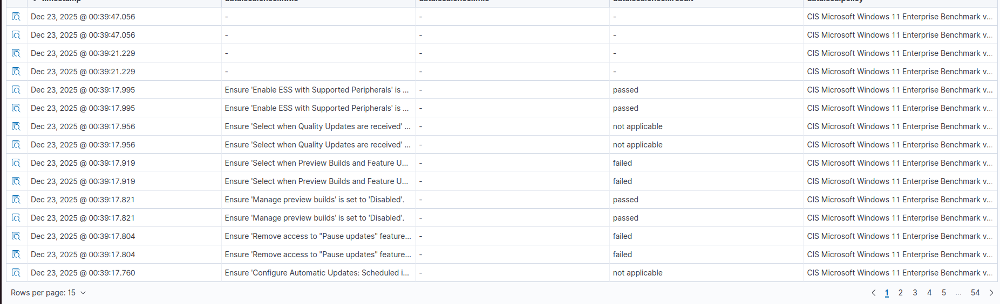 timestamp
Dec 23, 2025 @ 00:39:47.056 - - - CIS Microsoft Windows 11 Enterprise Benchmark v...
Dec 23, 2025 @ 00:39:47.056 - - - CIS Microsoft Windows 11 Enterprise Benchmark v...
Dec 23, 2025 @ 00:39:21.229 - - - CIS Microsoft Windows 11 Enterprise Benchmark v...
Dec 23, 2025 @ 00:39:21.229 - - - CIS Microsoft Windows 11 Enterprise Benchmark v...
Dec 23, 2025 @ 00:39:17.995 Ensure 'Enable ESS with Supported Peripherals' is ... - passed CIS Microsoft Windows 11 Enterprise Benchmark v...
Dec 23, 2025 @ 00:39:17.995 Ensure 'Enable ESS with Supported Peripherals' is ... - passed CIS Microsoft Windows 11 Enterprise Benchmark v...
Dec 23, 2025 @ 00:39:17.956 Ensure 'Select when Quality Updates are received' ... - not applicable CIS Microsoft Windows 11 Enterprise Benchmark v...
Dec 23, 2025 @ 00:39:17.956 Ensure 'Select when Quality Updates are received' ... - not applicable CIS Microsoft Windows 11 Enterprise Benchmark v...
Dec 23, 2025 @ 00:39:17.919 Ensure 'Select when Preview Builds and Feature U... - failed CIS Microsoft Windows 11 Enterprise Benchmark v...
Dec 23, 2025 @ 00:39:17.919 Ensure 'Select when Preview Builds and Feature U... - failed CIS Microsoft Windows 11 Enterprise Benchmark v...
Dec 23, 2025 @ 00:39:17.821 Ensure 'Manage preview builds' is set to 'Disabled'. - passed CIS Microsoft Windows 11 Enterprise Benchmark v...
Dec 23, 2025 @ 00:39:17.821 Ensure 'Manage preview builds' is set to 'Disabled'. - passed CIS Microsoft Windows 11 Enterprise Benchmark v...
Dec 23, 2025 @ 00:39:17.804 Ensure 'Remove access to "Pause updates" feature... - failed CIS Microsoft Windows 11 Enterprise Benchmark v...
Dec 23, 2025 @ 00:39:17.804 Ensure 'Remove access to "Pause updates" feature... - failed CIS Microsoft Windows 11 Enterprise Benchmark v...
Dec 23, 2025 @ 00:39:17.760 Ensure 'Configure Automatic Updates: Scheduled i... - not applicable CIS Microsoft Windows 11 Enterprise Benchmark v...
Rows per page: 15 1 2 3 4 5 ... 54